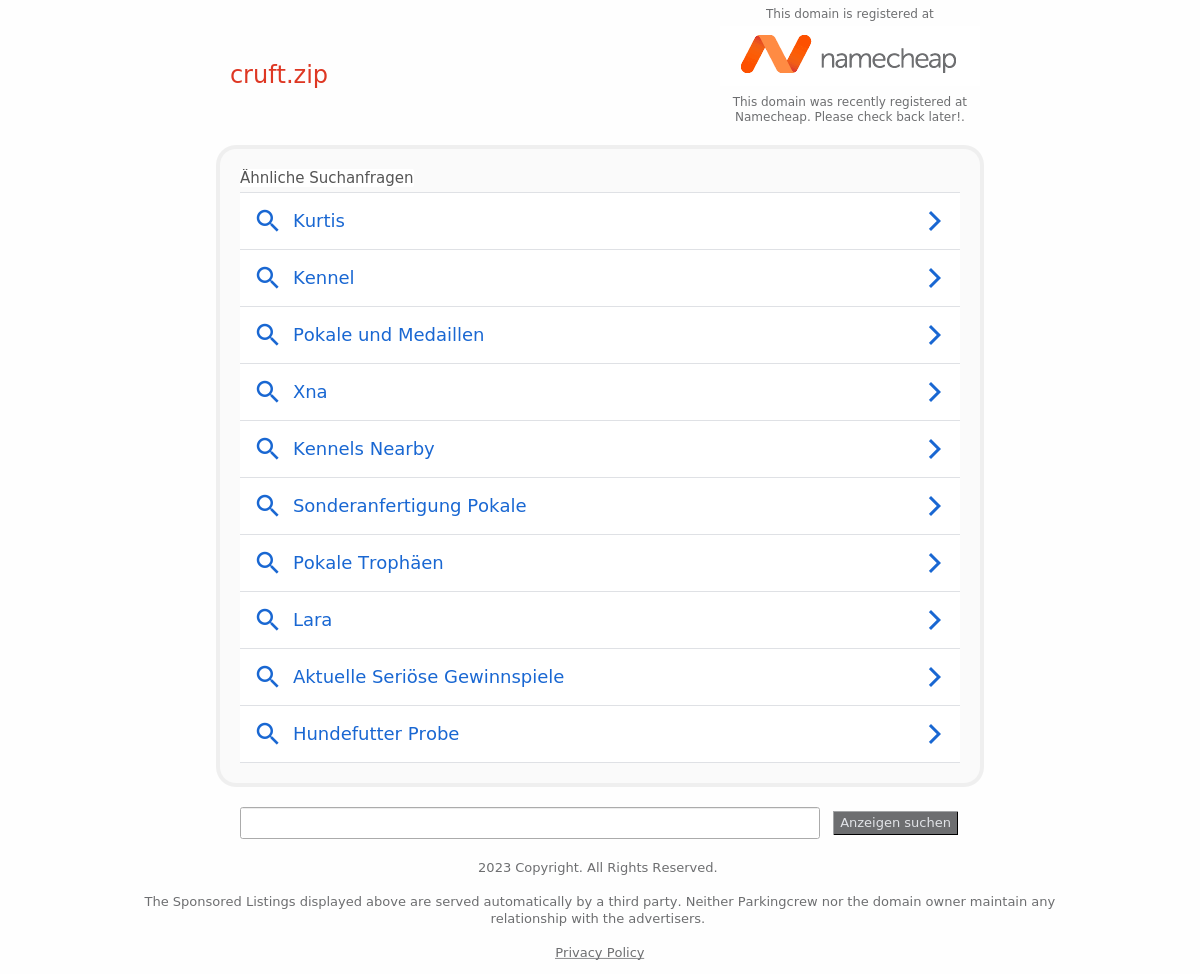 This domain is registered at
namecheap
cruft.zip
This domain was recently registered at
Namecheap. Please check back later!.
Ähnliche Suchanfragen
Kurtis
Kennel
Pokale und Medaillen
Xna
Kennels Nearby
Sonderanfertigung Pokale
Pokale Trophäen
Lara
Aktuelle Seriöse Gewinnspiele
Hundefutter Probe
Anzeigen suchen
2023 Copyright. All Rights Reserved.
The Sponsored Listings displayed above are served automatically by a third party. Neither Parkingcrew nor the domain owner maintain any
relationship with the advertisers.
Privacy Policy